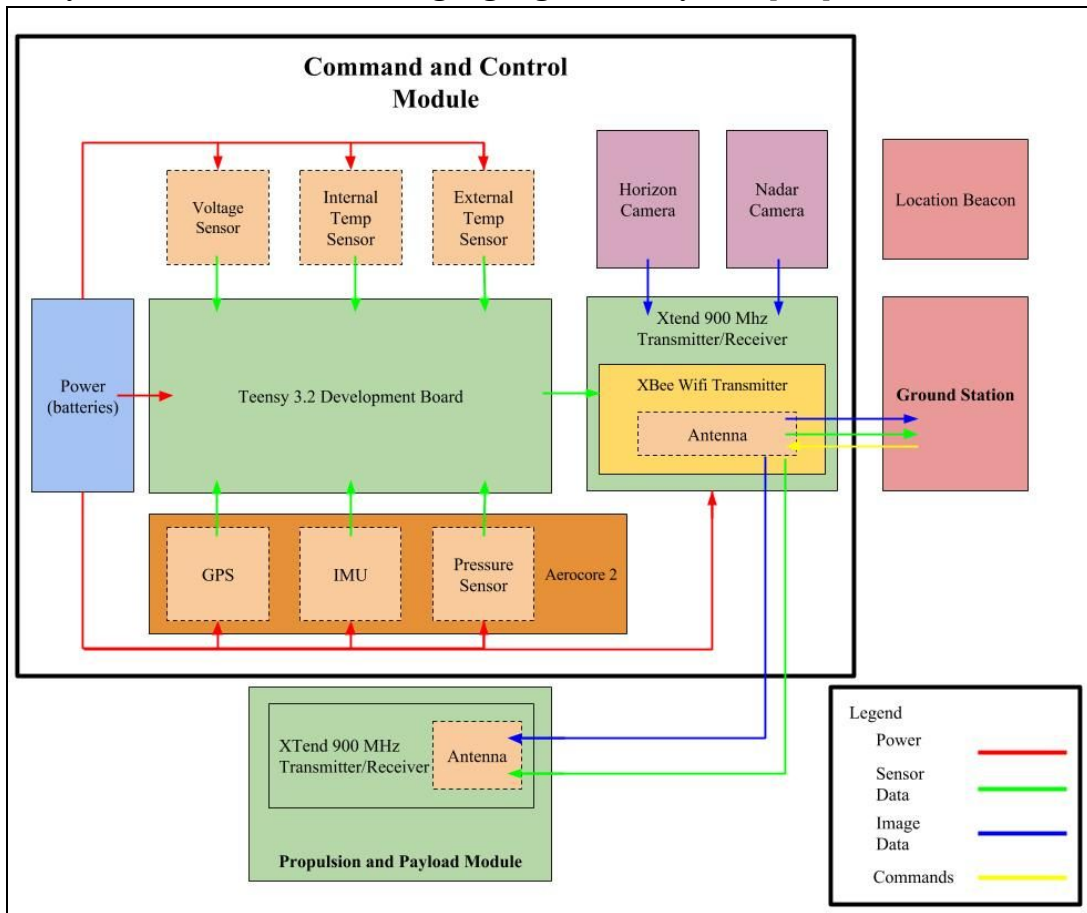 Command and Control
Module
Voltage
Sensor
Internal
Temp
Sensor
External
Temp
Sensor
Horizon
Camera
Nadar
Camera
Location Beacon
Power
(batteries)
Teensy 3.2 Development Board
Xtend 900 Mhz
Transmitter/Receiver
XBee Wifi Transmitter
Antenna
Ground Station
GPS
IMU
Pressure
Sensor
Aerocore 2
XTend 900 MHz
Transmitter/Receiver
Antenna
Propulsion and Payload Module
Legend
Power
Sensor
Data
Image
Data
Commands